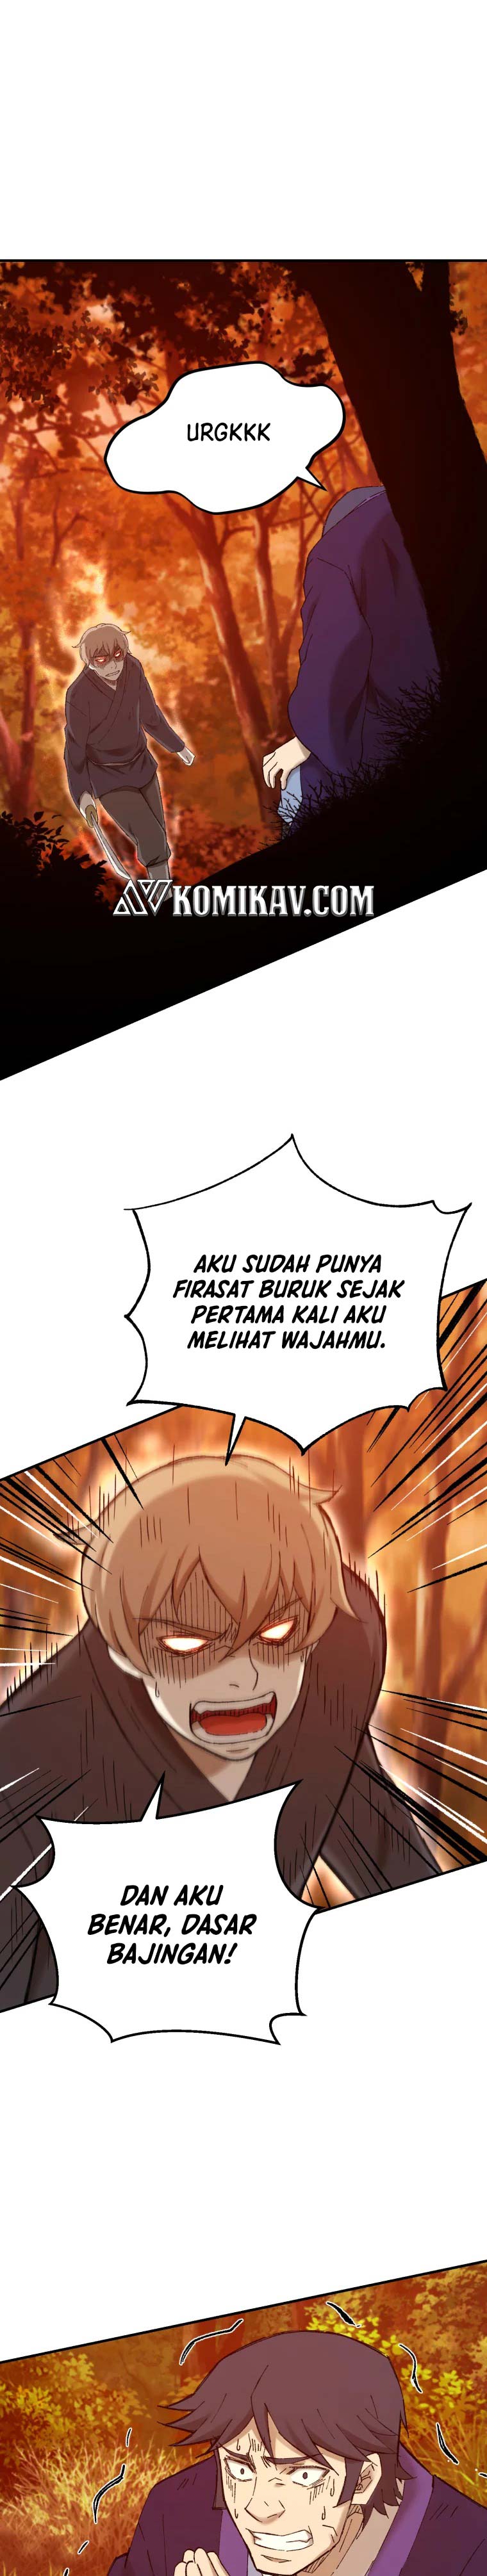 URGKKK
KOMIKAV.COM
AKU SUDAH PUNYA
FIRASAT BURUK SEJAK
PERTAMA KALI AKU
MELIHAT WAJAHMU.
DAN AKU
BENAR, DASAR
BAJINGAN!